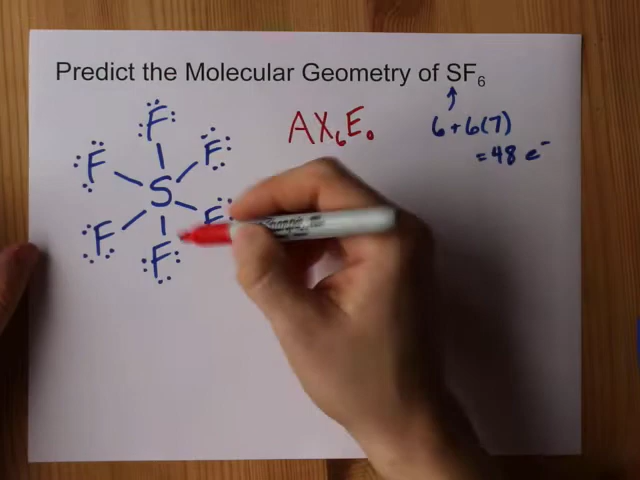 Predict the Molecular Geometry of SF₆
AX₆E₀
6 + 6(7)
= 48 e⁻
F
F
F
S
F
F
F
Sharpie